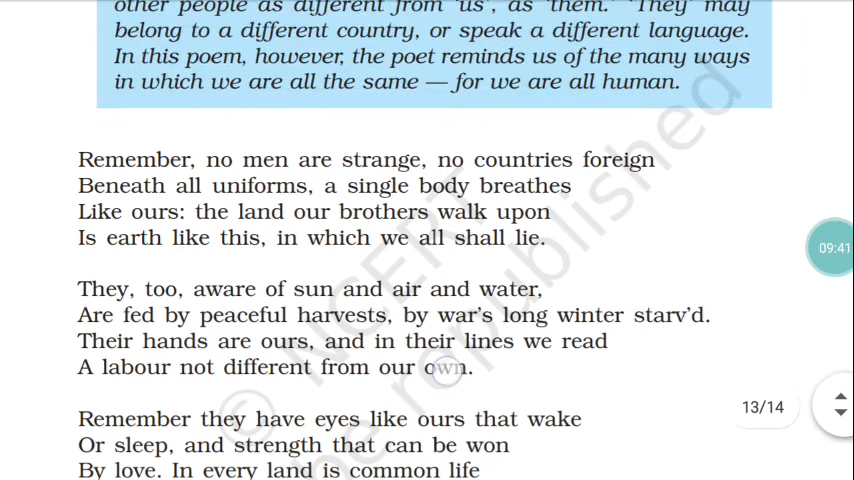 other people as different from 'us', as 'them.' 'They' may
belong to a different country, or speak a different language.
In this poem, however, the poet reminds us of the many ways
in which we are all the same — for we are all human.
Remember, no men are strange, no countries foreign
Beneath all uniforms, a single body breathes
Like ours: the land our brothers walk upon
Is earth like this, in which we all shall lie.
They, too, aware of sun and air and water,
Are fed by peaceful harvests, by war's long winter starv'd.
Their hands are ours, and in their lines we read
A labour not different from our own.
Remember they have eyes like ours that wake
Or sleep, and strength that can be won
By love. In every land is common life
© NCERT
be republished
09:41
13/14